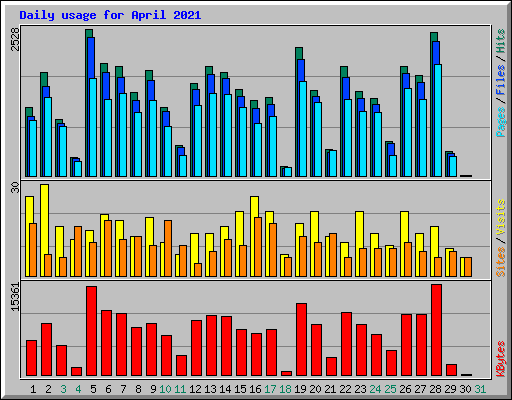 Daily usage for April 2021
2528
Pages / Files / Hits
30
Sites / Visits
15361
KBytes
1 2 3 4 5 6 7 8 9 10 11 12 13 14 15 16 17 18 19 20 21 22 23 24 25 26 27 28 29 30 31